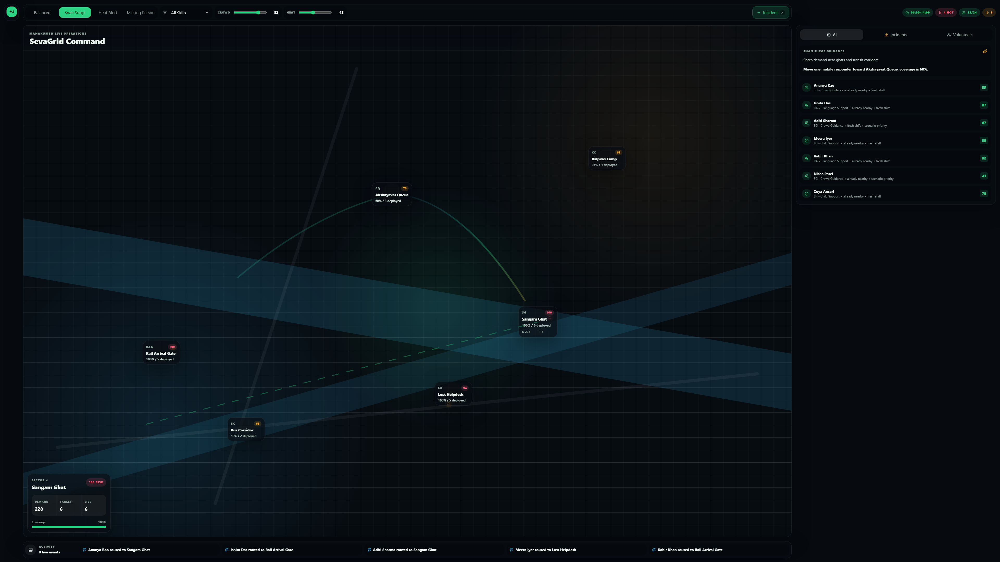 Balanced
Snan Surge
Heat Alert
Missing Person
All Skills
CROWD
82
HEAT
48
Incident
A
06:00-14:00
4 HOT
22/24
3
MAHAKUMBH LIVE OPERATIONS
SevaGrid Command
KC
69
Kalpvas Camp
25% / 1 deployed
AQ
76
Akshayavat Queue
60% / 3 deployed
SG
100
Sangam Ghat
100% / 6 deployed
D 228
T 6
RAG
100
Rail Arrival Gate
100% / 5 deployed
LH
94
Lost Helpdesk
100% / 5 deployed
BC
69
Bus Corridor
50% / 2 deployed
SECTOR 4
Sangam Ghat
100 RISK
DEMAND
228
TARGET
6
LIVE
6
Coverage
100%
ACTIVITY
8 live events
Ananya Rao routed to Sangam Ghat
Ishita Das routed to Rail Arrival Gate
Aditi Sharma routed to Sangam Ghat
Meera Iyer routed to Lost Helpdesk
Kabir Khan routed to Rail Arrival Gate
AI
Incidents
Volunteers
SNAN SURGE GUIDANCE
Sharp demand near ghats and transit corridors.
Move one mobile responder toward Akshayavat Queue; coverage is 60%.
Ananya Rao
SG - Crowd Guidance + already nearby + fresh shift
89
Ishita Das
RAG - Language Support + already nearby + fresh shift
87
Aditi Sharma
SG - Crowd Guidance + fresh shift + scenario priority
67
Meera Iyer
LH - Child Support + already nearby + fresh shift
88
Kabir Khan
RAG - Language Support + already nearby + fresh shift
82
Nisha Patel
SG - Crowd Guidance + already nearby + scenario priority
41
Zoya Ansari
LH - Child Support + already nearby + fresh shift
78